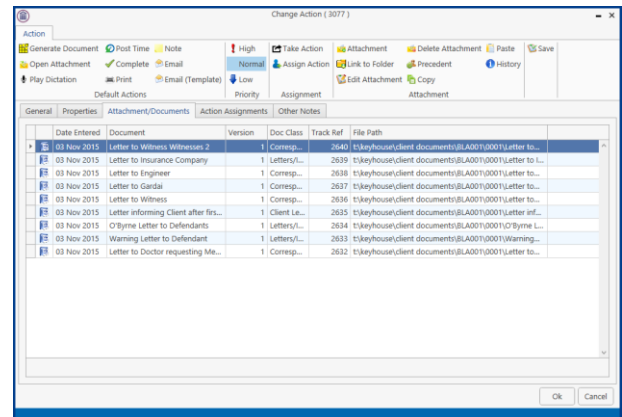 Change Action ( 3077 )
Action
Generate Document Post Time Note High Take Action Attachment Delete Attachment Paste Save
Open Attachment Complete Email Normal Assign Action Link to Folder Precedent History
Play Dictation Print Email (Template) Low Edit Attachment Copy
Default Actions Priority Assignment Attachment
General Properties Attachment/Documents Action Assignments Other Notes
Date Entered Document Version Doc Class Track Ref File Path
03 Nov 2015 Letter to Witness Witnesses 2 1 Corresp... 2640 t:\keyhouse\client documents\BLA001\0001\Letter to...
03 Nov 2015 Letter to Insurance Company 1 Letters/I... 2639 t:\keyhouse\client documents\BLA001\0001\Letter to I...
03 Nov 2015 Letter to Engineer 1 Corresp... 2638 t:\keyhouse\client documents\BLA001\0001\Letter to...
03 Nov 2015 Letter to Gardai 1 Corresp... 2637 t:\keyhouse\client documents\BLA001\0001\Letter to...
03 Nov 2015 Letter to Witness 1 Corresp... 2636 t:\keyhouse\client documents\BLA001\0001\Letter to...
03 Nov 2015 Letter informing Client after firs... 1 Client Le... 2635 t:\keyhouse\client documents\BLA001\0001\Letter inf...
03 Nov 2015 O'Byrne Letter to Defendants 1 Letters/I... 2634 t:\keyhouse\client documents\BLA001\0001\O'Byrne L...
03 Nov 2015 Warning Letter to Defendant 1 Letters/I... 2633 t:\keyhouse\client documents\BLA001\0001\Warning...
03 Nov 2015 Letter to Doctor requesting Me... 1 Corresp... 2632 t:\keyhouse\client documents\BLA001\0001\Letter to...
Ok Cancel